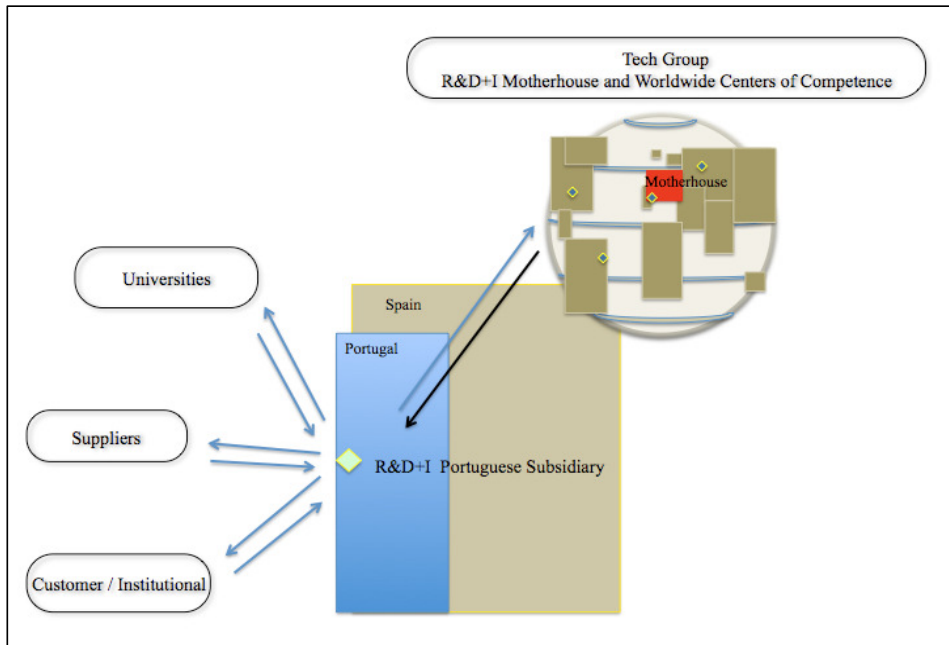 Tech Group
R&D+I Motherhouse and Worldwide Centers of Competence
Motherhouse
Universities
Spain
Portugal
Suppliers
R&D+I Portuguese Subsidiary
Customer / Institutional